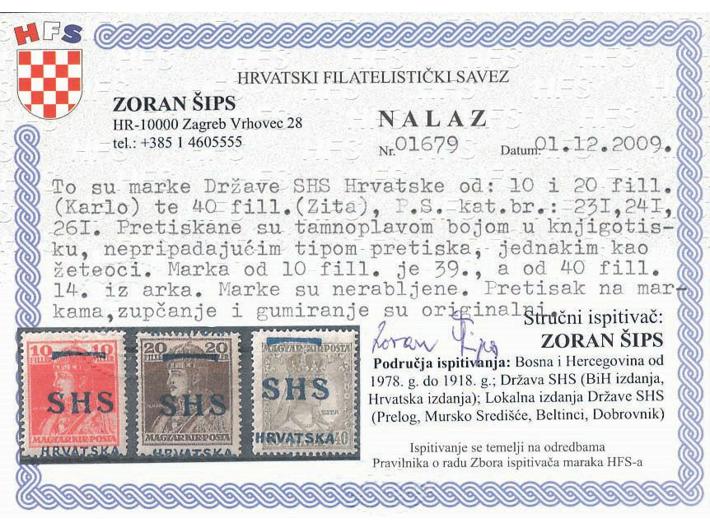 HFS
HRVATSKI FILATELISTIČKI SAVEZ
ZORAN ŠIPS
HR-10000 Zagreb Vrhovec 28
tel.: +385 1 4605555
NALAZ
Nr. 01679 Datum: 01.12.2009.
To su marke Države SHS Hrvatske od: 10 i 20 fill.
(Karlo) te 40 fill.(Zita), P.S. kat.br.: 23I,24I,
26I. Pretiskane su tamnoplavom bojom u knjigotis-
ku, nepripadajućim tipom pretiska, jednakim kao
žeteoci. Marka od 10 fill. je 39., a od 40 fill.
14. iz arka. Marke su nerabljene. Pretisak na mar-
kama,zupčanje i gumiranje su originalni.
Stručni ispitivač:
ZORAN ŠIPS
Područja ispitivanja: Bosna i Hercegovina od
1978. g. do 1918. g.; Država SHS (BiH izdanja,
Hrvatska izdanja); Lokalna izdanja Države SHS
(Prelog, Mursko Središće, Beltinci, Dobrovnik)
Ispitivanje se temelji na odredbama
Pravilnika o radu Zbora ispitivača maraka HFS-a
10 10
FILLER
SHS
MAGYAR KIR.POSTA
HRVATSKA
20 20
FILLER
SHS
MAGYAR KIR.POSTA
HRVATSKA
MAGYAR KIR.POSTA
SHS
ZITA
HRVATSKA 40